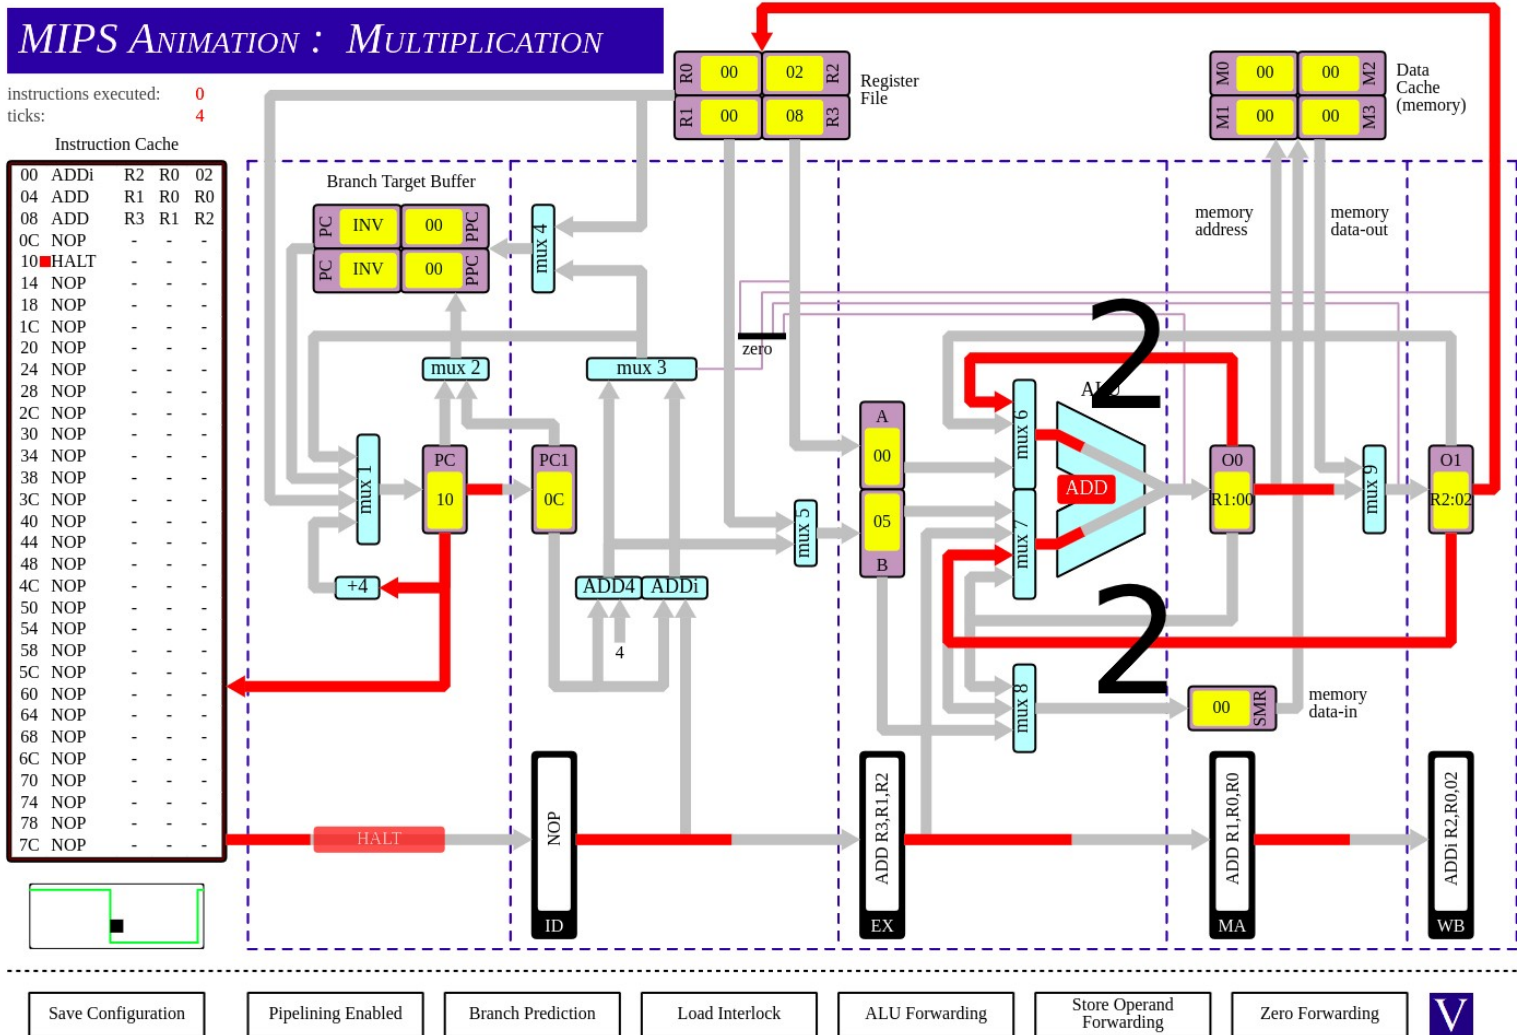 MIPS ANIMATION : MULTIPLICATION
instructions executed: 0
ticks: 4
Instruction Cache
00 ADDi R2 R0 02
04 ADD R1 R0 R0
08 ADD R3 R1 R2
0C NOP - - -
10 HALT - - -
14 NOP - - -
18 NOP - - -
1C NOP - - -
20 NOP - - -
24 NOP - - -
28 NOP - - -
2C NOP - - -
30 NOP - - -
34 NOP - - -
38 NOP - - -
3C NOP - - -
40 NOP - - -
44 NOP - - -
48 NOP - - -
4C NOP - - -
50 NOP - - -
54 NOP - - -
58 NOP - - -
5C NOP - - -
60 NOP - - -
64 NOP - - -
68 NOP - - -
6C NOP - - -
70 NOP - - -
74 NOP - - -
78 NOP - - -
7C NOP - - -
R0 00 02 R2
R1 00 08 R3
Register
File
M0 00 00 M2
M1 00 00 M3
Data
Cache
(memory)
Branch Target Buffer
PC INV 00 PPC
PC INV 00 PPC
mux 4
memory
address
memory
data-out
zero
mux 2
mux 3
2
mux 1
PC
10
PC1
0C
mux 5
A
00
05
B
mux 6
mux 7
ADD
O0
R1:00
mux 9
O1
R2:02
+4
ADD4
ADDi
4
2
mux 8
00 SMR
memory
data-in
HALT
NOP
ID
ADD R3,R1,R2
EX
ADD R1,R0,R0
MA
ADDi R2,R0,02
WB
Save Configuration
Pipelining Enabled
Branch Prediction
Load Interlock
ALU Forwarding
Store Operand
Forwarding
Zero Forwarding
V